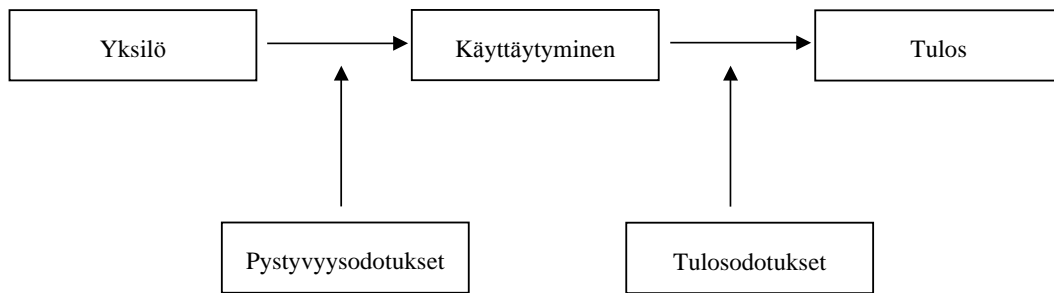 Yksilö
Käyttäytyminen
Tulos
Pystyvyysodotukset
Tulosodotukset